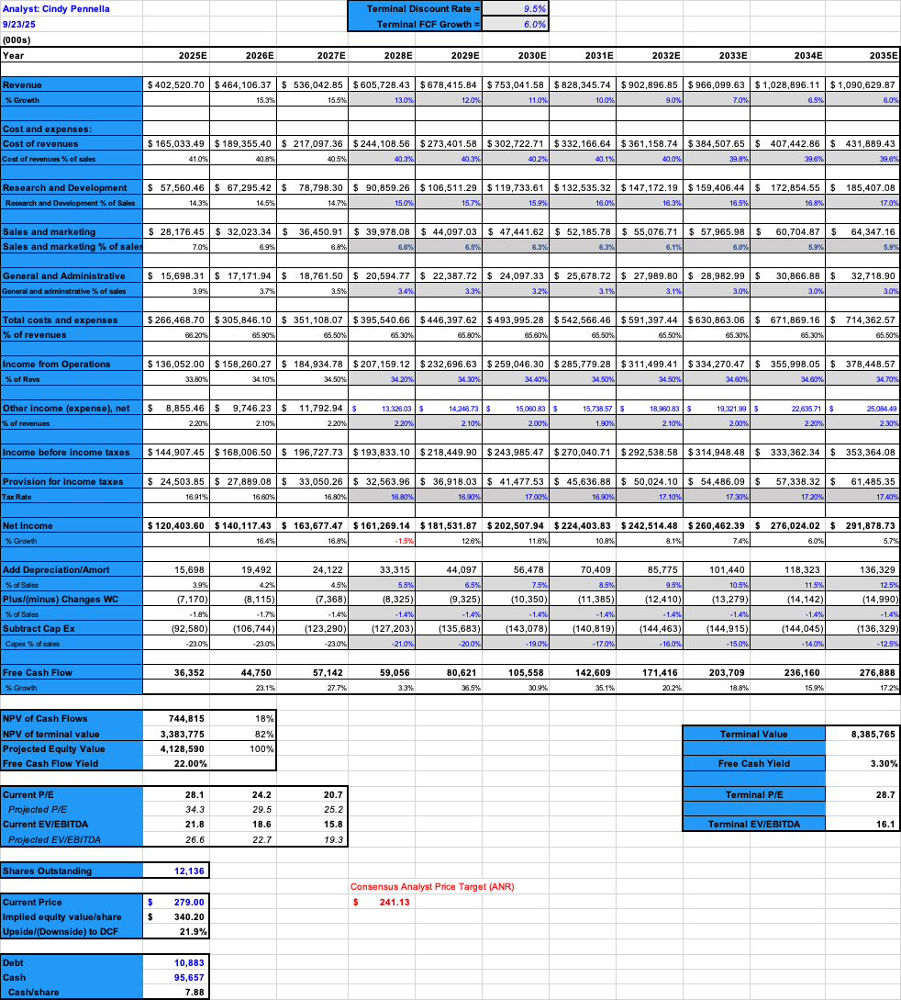 Analyst: Cindy Pennella Terminal Discount Rate = 9.5%
9/23/25 Terminal FCF Growth = 6.0%
(000s)
Year 2025E 2026E 2027E 2028E 2029E 2030E 2031E 2032E 2033E 2034E 2035E
Revenue $ 402,520.70 $ 464,106.37 $ 536,042.85 $ 605,728.43 $ 678,415.84 $ 753,041.58 $ 828,345.74 $ 902,896.85 $ 966,099.63 $ 1,028,896.11 $ 1,090,629.87
% Growth 15.3% 15.5% 13.0% 12.0% 11.0% 10.0% 9.0% 7.0% 6.5% 6.0%
Cost and expenses:
Cost of revenues $ 165,033.49 $ 189,355.40 $ 217,097.36 $ 244,108.56 $ 273,401.58 $ 302,722.71 $ 332,166.64 $ 361,158.74 $ 384,507.65 $ 407,442.86 $ 431,889.43
Cost of revenues % of sales 41.0% 40.8% 40.5% 40.3% 40.3% 40.2% 40.1% 40.0% 39.8% 39.6% 39.6%
Research and Development $ 57,560.46 $ 67,295.42 $ 78,798.30 $ 90,859.26 $ 106,511.29 $ 119,733.61 $ 132,535.32 $ 147,172.19 $ 159,406.44 $ 172,854.55 $ 185,407.08
Research and Development % of Sales 14.3% 14.5% 14.7% 15.0% 15.7% 15.9% 16.0% 16.3% 16.5% 16.8% 17.0%
Sales and marketing $ 28,176.45 $ 32,023.34 $ 36,450.91 $ 39,978.08 $ 44,097.03 $ 47,441.62 $ 52,185.78 $ 55,076.71 $ 57,965.98 $ 60,704.87 $ 64,347.16
Sales and marketing % of sales 7.0% 6.9% 6.8% 6.6% 6.5% 6.3% 6.3% 6.1% 6.0% 5.9% 5.9%
General and Administrative $ 15,698.31 $ 17,171.94 $ 18,761.50 $ 20,594.77 $ 22,387.72 $ 24,097.33 $ 25,678.72 $ 27,989.80 $ 28,982.99 $ 30,866.88 $ 32,718.90
General and adminstrative % of sales 3.9% 3.7% 3.5% 3.4% 3.3% 3.2% 3.1% 3.1% 3.0% 3.0% 3.0%
Total costs and expenses $ 266,468.70 $ 305,846.10 $ 351,108.07 $ 395,540.66 $ 446,397.62 $ 493,995.28 $ 542,566.46 $ 591,397.44 $ 630,863.06 $ 671,869.16 $ 714,362.57
% of revenues 66.20% 65.90% 65.50% 65.30% 65.80% 65.60% 65.50% 65.50% 65.30% 65.30% 65.50%
Income from Operations $ 136,052.00 $ 158,260.27 $ 184,934.78 $ 207,159.12 $ 232,696.63 $ 259,046.30 $ 285,779.28 $ 311,499.41 $ 334,270.47 $ 355,998.05 $ 378,448.57
% of Revs 33.80% 34.10% 34.50% 34.20% 34.30% 34.40% 34.50% 34.50% 34.60% 34.60% 34.70%
Other income (expense), net $ 8,855.46 $ 9,746.23 $ 11,792.94 $ 13,326.03 $ 14,246.73 $ 15,060.83 $ 15,738.57 $ 18,960.83 $ 19,321.99 $ 22,635.71 $ 25,084.49
% of revenues 2.20% 2.10% 2.20% 2.20% 2.10% 2.00% 1.90% 2.10% 2.00% 2.20% 2.30%
Income before income taxes $ 144,907.45 $ 168,006.50 $ 196,727.73 $ 193,833.10 $ 218,449.90 $ 243,985.47 $ 270,040.71 $ 292,538.58 $ 314,948.48 $ 333,362.34 $ 353,364.08
Provision for income taxes $ 24,503.85 $ 27,889.08 $ 33,050.26 $ 32,563.96 $ 36,918.03 $ 41,477.53 $ 45,636.88 $ 50,024.10 $ 54,486.09 $ 57,338.32 $ 61,485.35
Tax Rate 16.91% 16.60% 16.80% 16.80% 16.90% 17.00% 16.90% 17.10% 17.30% 17.20% 17.40%
Net Income $ 120,403.60 $ 140,117.43 $ 163,677.47 $ 161,269.14 $ 181,531.87 $ 202,507.94 $ 224,403.83 $ 242,514.48 $ 260,462.39 $ 276,024.02 $ 291,878.73
% Growth 16.4% 16.8% -1.5% 12.6% 11.6% 10.8% 8.1% 7.4% 6.0% 5.7%
Add Depreciation/Amort 15,698 19,492 24,122 33,315 44,097 56,478 70,409 85,775 101,440 118,323 136,329
% of Sales 3.9% 4.2% 4.5% 5.5% 6.5% 7.5% 8.5% 9.5% 10.5% 11.5% 12.5%
Plus/(minus) Changes WC (7,170) (8,115) (7,368) (8,325) (9,325) (10,350) (11,385) (12,410) (13,279) (14,142) (14,990)
% of Sales -1.8% -1.7% -1.4% -1.4% -1.4% -1.4% -1.4% -1.4% -1.4% -1.4% -1.4%
Subtract Cap Ex (92,580) (106,744) (123,290) (127,203) (135,683) (143,078) (140,819) (144,463) (144,915) (144,045) (136,329)
Capex % of sales -23.0% -23.0% -23.0% -21.0% -20.0% -19.0% -17.0% -16.0% -15.0% -14.0% -12.5%
Free Cash Flow 36,352 44,750 57,142 59,056 80,621 105,558 142,609 171,416 203,709 236,160 276,888
% Growth 23.1% 27.7% 3.3% 36.5% 30.9% 35.1% 20.2% 18.8% 15.9% 17.2%
NPV of Cash Flows 744,815 18%
NPV of terminal value 3,383,775 82% Terminal Value 8,385,765
Projected Equity Value 4,128,590 100%
Free Cash Flow Yield 22.00% Free Cash Yield 3.30%
Current P/E 28.1 24.2 20.7 Terminal P/E 28.7
Projected P/E 34.3 29.5 25.2
Current EV/EBITDA 21.8 18.6 15.8 Terminal EV/EBITDA 16.1
Projected EV/EBITDA 26.6 22.7 19.3
Shares Outstanding 12,136
Consensus Analyst Price Target (ANR)
Current Price $ 279.00 $ 241.13
Implied equity value/share $ 340.20
Upside/(Downside) to DCF 21.9%
Debt 10,883
Cash 95,657
Cash/share 7.88